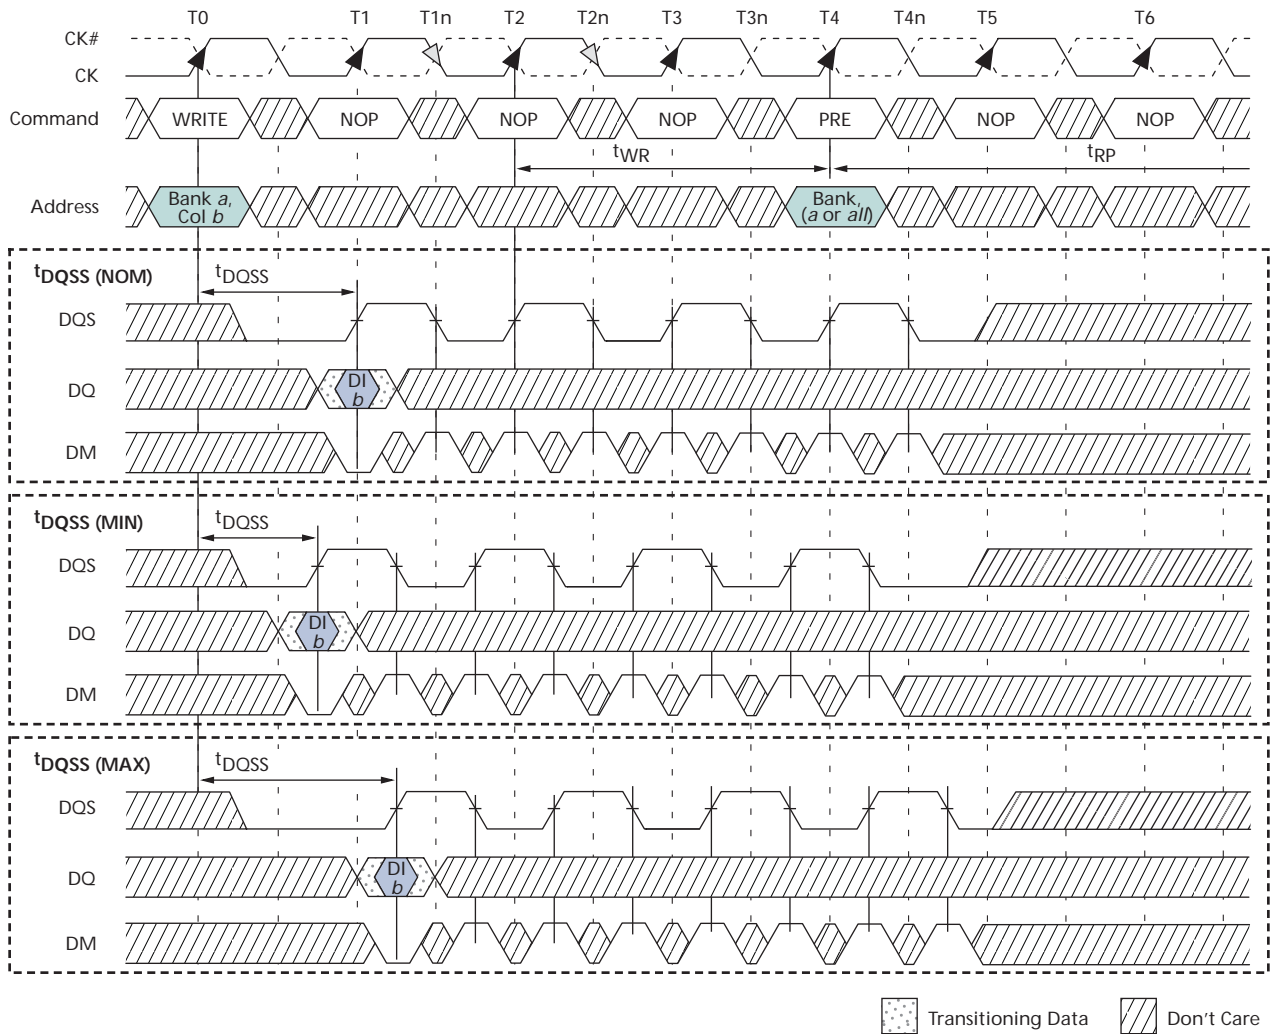 T0 T1 T1n T2 T2n T3 T3n T4 T4n T5 T6
CK#
CK
Command WRITE NOP NOP NOP PRE NOP NOP
tWR tRP
Address Bank a, Col b Bank, (a or all)
tDQSS (NOM) tDQSS
DQS
DQ DI b
DM
tDQSS (MIN) tDQSS
DQS
DQ DI b
DM
tDQSS (MAX) tDQSS
DQS
DQ DI b
DM
Transitioning Data Don't Care